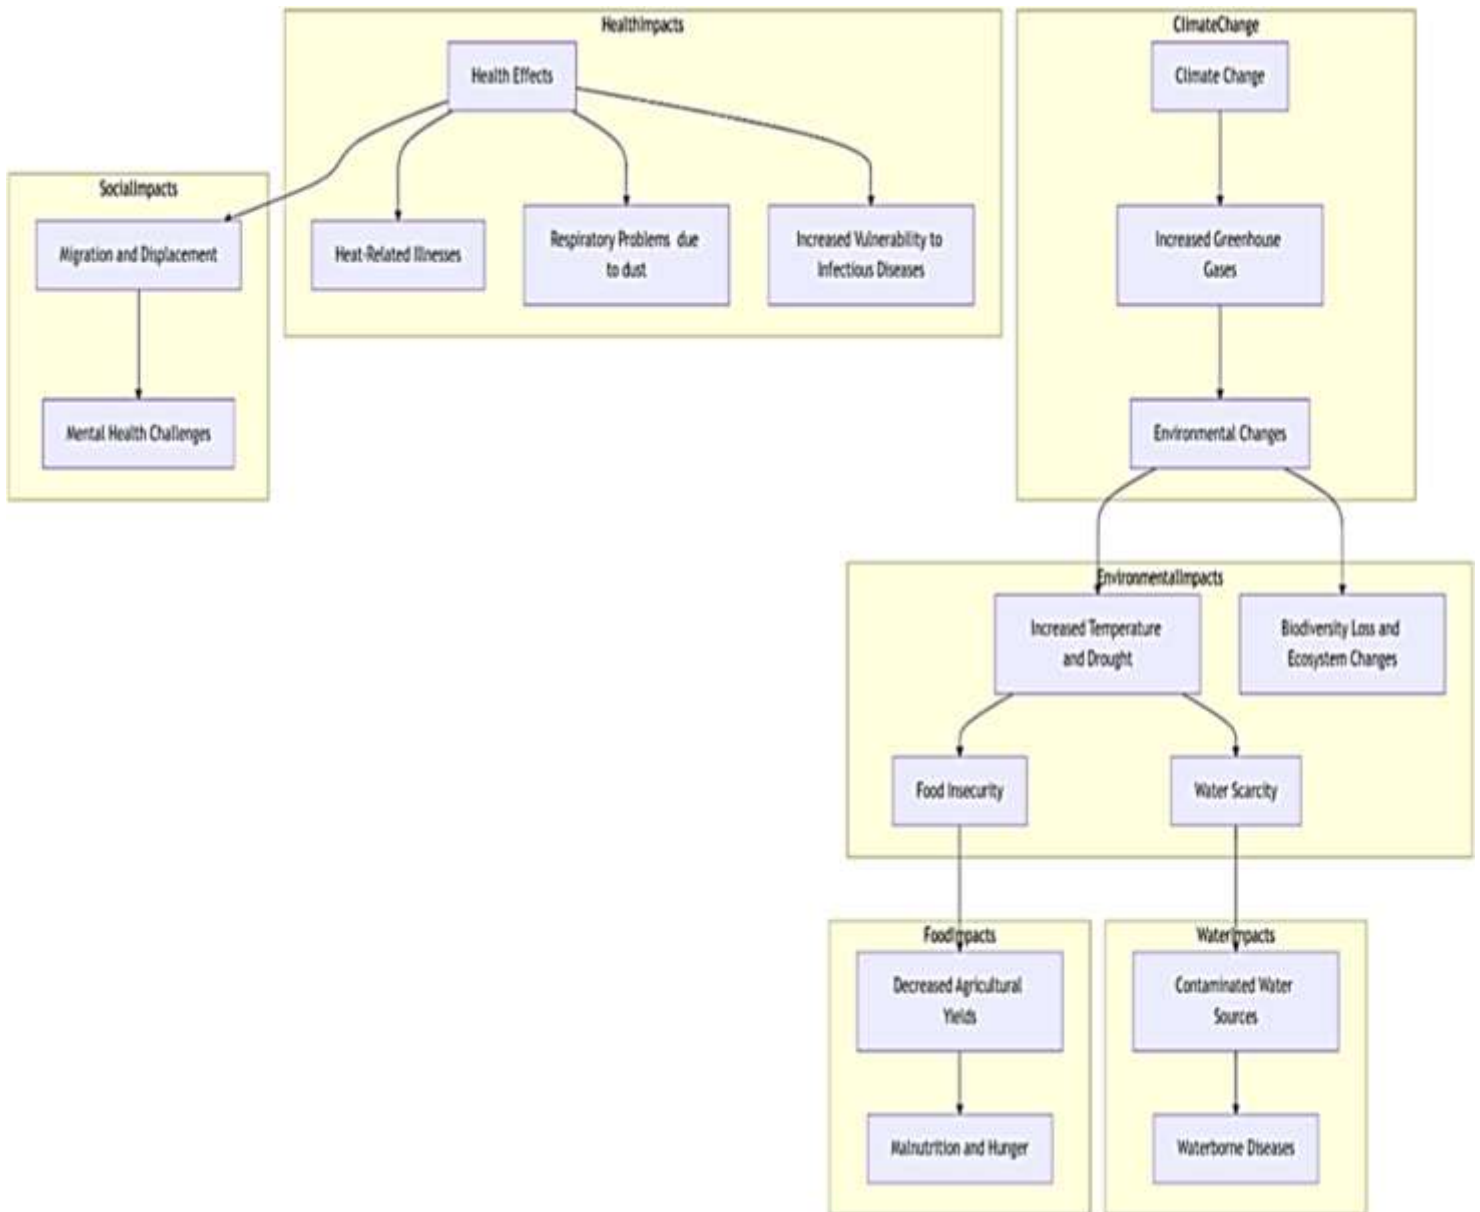 HealthImpacts
Health Effects
Heat-Related Illnesses
Respiratory Problems due
to dust
Increased Vulnerability to
Infectious Diseases
SocialImpacts
Migration and Displacement
Mental Health Challenges
ClimateChange
Climate Change
Increased Greenhouse
Gases
Environmental Changes
EnvironmentalImpacts
Increased Temperature
and Drought
Biodiversity Loss and
Ecosystem Changes
Food Insecurity
Water Scarcity
FoodImpacts
Decreased Agricultural
Yields
Malnutrition and Hunger
WaterImpacts
Contaminated Water
Sources
Waterborne Diseases